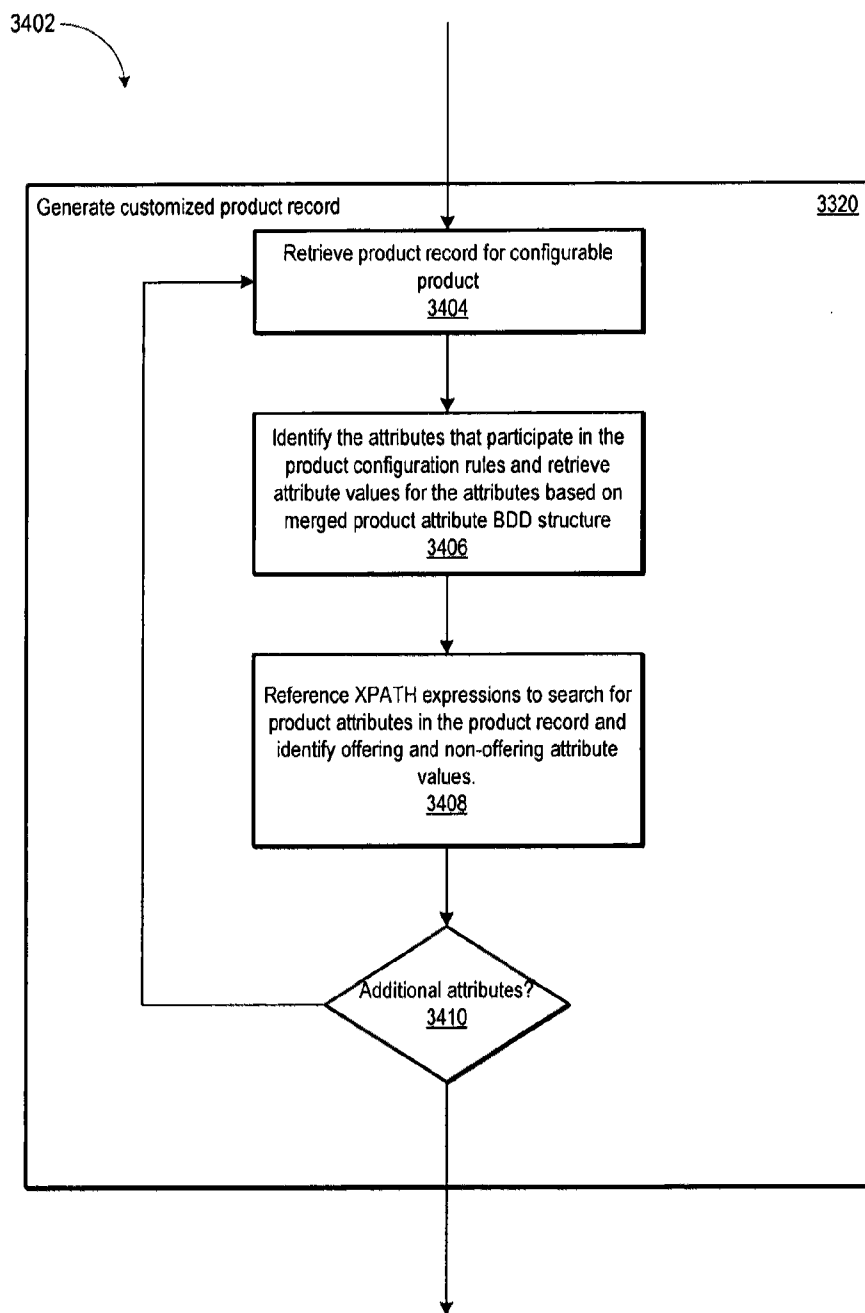 3402
Generate customized product record
3320
Retrieve product record for configurable
product
3404
Identify the attributes that participate in the
product configuration rules and retrieve
attribute values for the attributes based on
merged product attribute BDD structure
3406
Reference XPATH expressions to search for
product attributes in the product record and
identify offering and non-offering attribute
values.
3408
Additional attributes?
3410